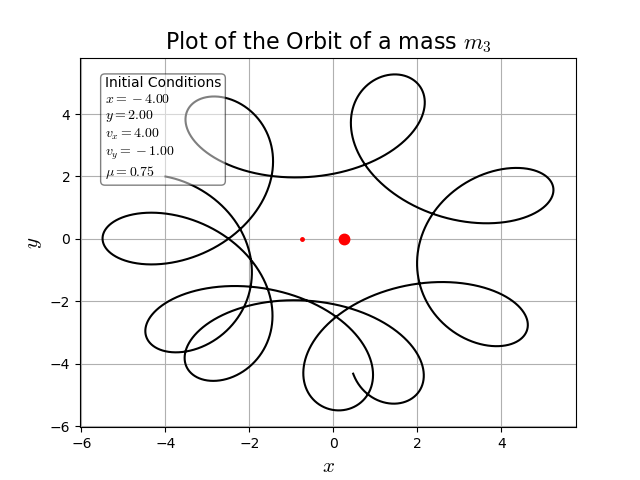 Plot of the Orbit of a mass m₃
Initial Conditions
x = −4.00
y = 2.00
vₓ = 4.00
v_y = −1.00
μ = 0.75
4
2
0
−2
−4
−6
y
−6 −4 −2 0 2 4
x